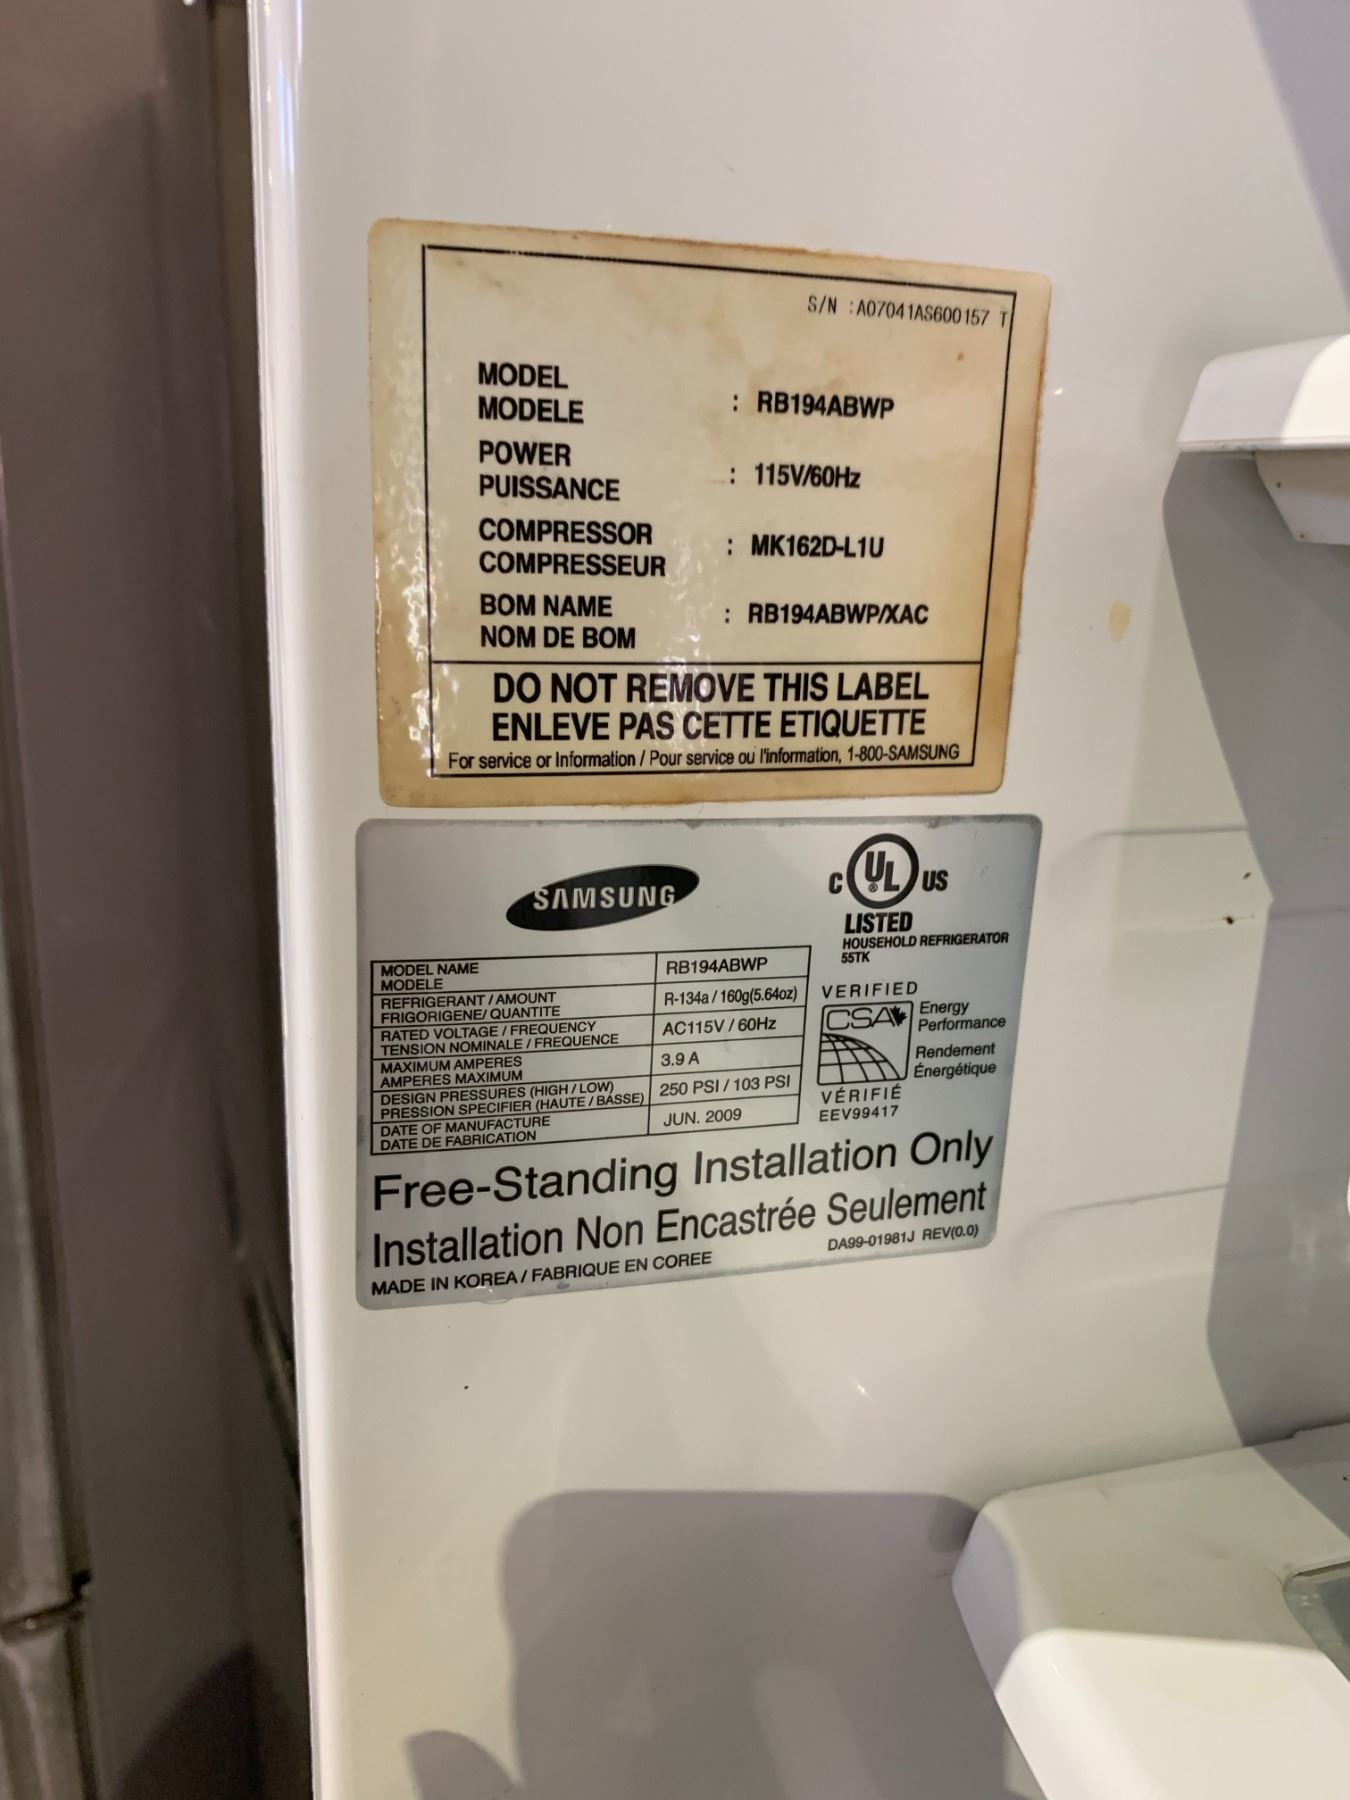 S/N : A07041AS600157 T
MODEL
MODELE : RB194ABWP
POWER
PUISSANCE : 115V/60Hz
COMPRESSOR
COMPRESSEUR : MK162D-L1U
BOM NAME
NOM DE BOM : RB194ABWP/XAC
DO NOT REMOVE THIS LABEL
ENLEVE PAS CETTE ETIQUETTE
For service or Information / Pour service ou l'information, 1-800-SAMSUNG
SAMSUNG
C UL ® US
LISTED
HOUSEHOLD REFRIGERATOR
55TK
MODEL NAME
MODELE
RB194ABWP
REFRIGERANT / AMOUNT
FRIGORIGENE/ QUANTITE
R-134a / 160g(5.64oz)
RATED VOLTAGE / FREQUENCY
TENSION NOMINALE / FREQUENCE
AC115V / 60Hz
MAXIMUM AMPERES
AMPERES MAXIMUM
3.9 A
DESIGN PRESSURES (HIGH / LOW)
PRESSION SPECIFIER (HAUTE / BASSE)
250 PSI / 103 PSI
DATE OF MANUFACTURE
DATE DE FABRICATION
JUN. 2009
VERIFIED
CSA
Energy
Performance
Rendement
Énergétique
VÉRIFIÉ
EEV99417
Free-Standing Installation Only
Installation Non Encastrée Seulement
MADE IN KOREA / FABRIQUE EN COREE
DA99-01981J REV(0.0)